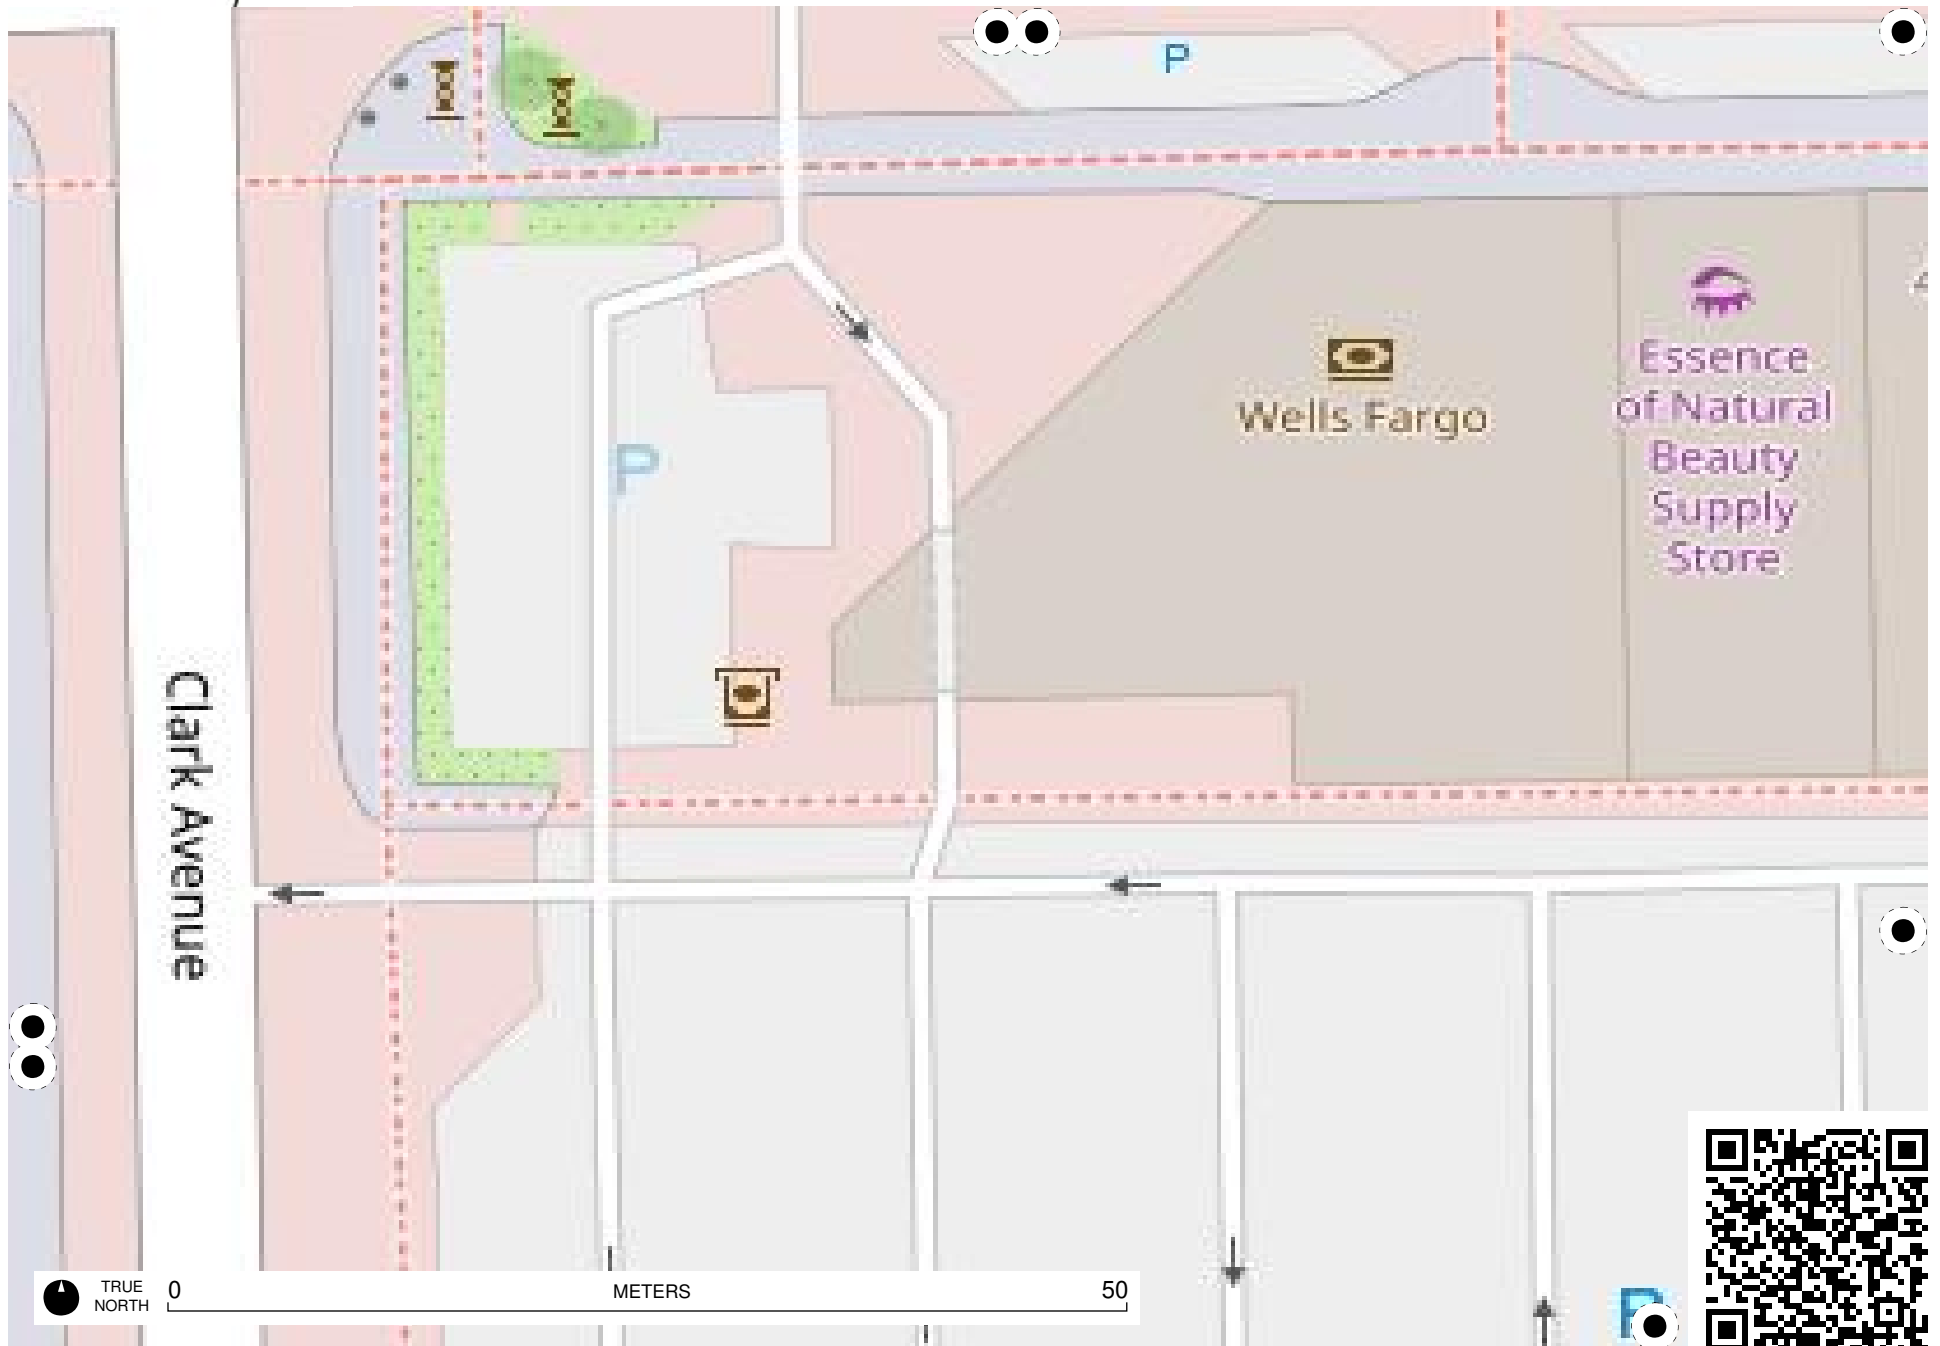 P
Wells Fargo
Essence
of Natural
Beauty
Supply
Store
P
Clark Avenue
TRUE
NORTH
0
METERS
50
P